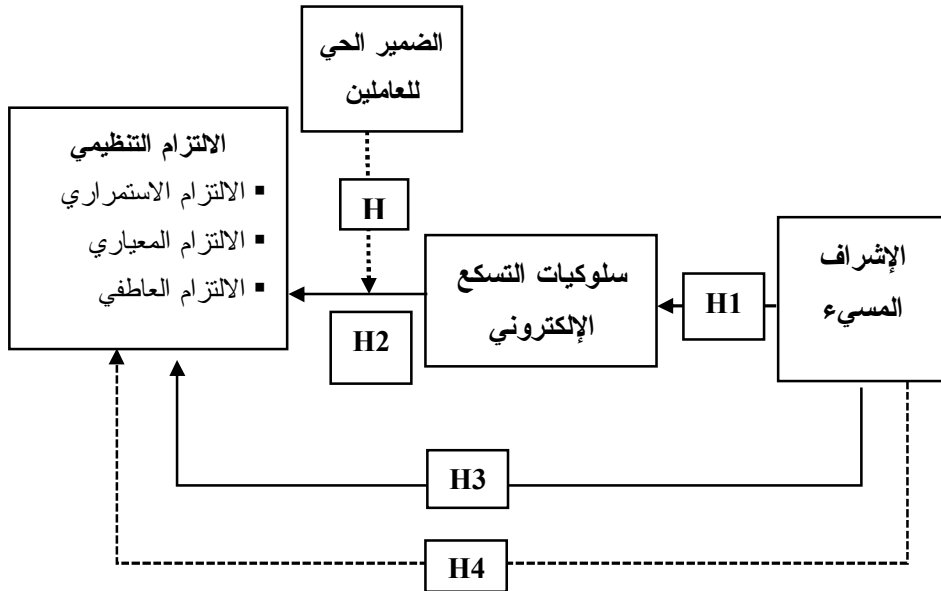 الضمير الحي
للعاملين
الالتزام التنظيمي
▪ الالتزام الاستمراري
▪ الالتزام المعياري
▪ الالتزام العاطفي
H
سلوكيات التسكع
الإلكتروني
الإشراف
المسيء
H1
H2
H3
H4